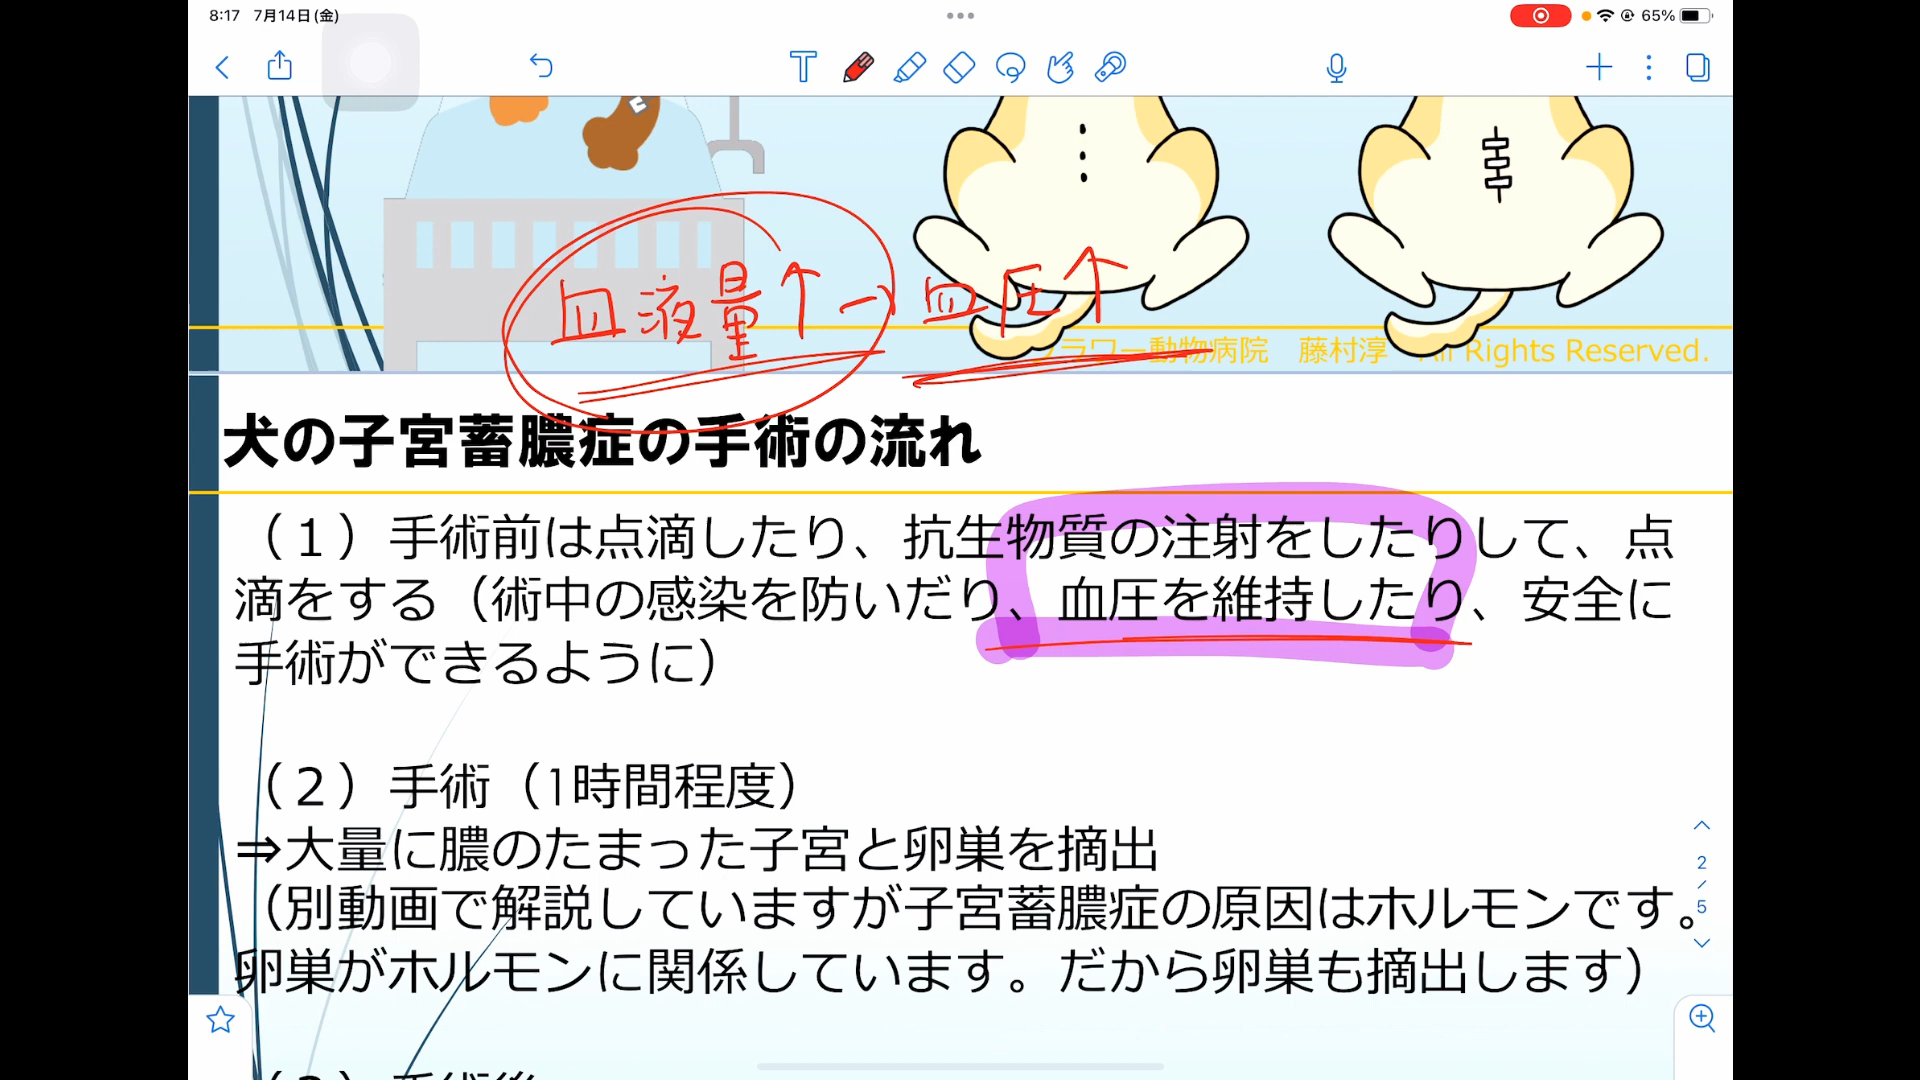 8:17 7月14日(金)
65%
血液量↑→血圧↑
フラワー動物病院 藤村淳 All Rights Reserved.
犬の子宮蓄膿症の手術の流れ
（１）手術前は点滴したり、抗生物質の注射をしたりして、点
滴をする（術中の感染を防いだり、血圧を維持したり、安全に
手術ができるように）
（２）手術（1時間程度）
⇒大量に膿のたまった子宮と卵巣を摘出
（別動画で解説していますが子宮蓄膿症の原因はホルモンです。
卵巣がホルモンに関係しています。だから卵巣も摘出します）
2
/
5
（３）手術後